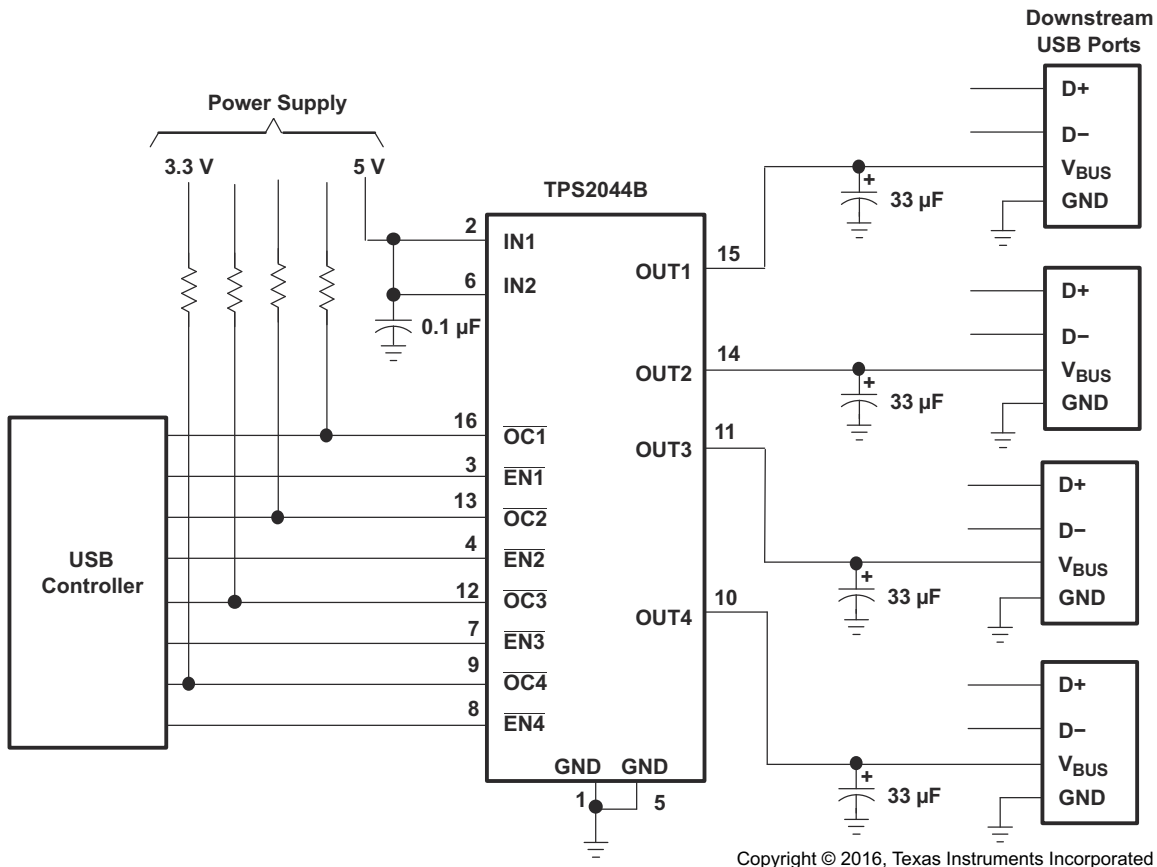 Downstream
USB Ports
Power Supply
3.3 V
5 V
TPS2044B
2
IN1
6
IN2
0.1 µF
16
OC1
3
EN1
13
OC2
4
EN2
12
OC3
7
EN3
9
OC4
8
EN4
USB
Controller
GND
GND
1
5
15
OUT1
14
OUT2
11
OUT3
10
OUT4
+
33 µF
D+
D−
VBUS
GND
+
33 µF
D+
D−
VBUS
GND
+
33 µF
D+
D−
VBUS
GND
+
33 µF
D+
D−
VBUS
GND
Copyright © 2016, Texas Instruments Incorporated